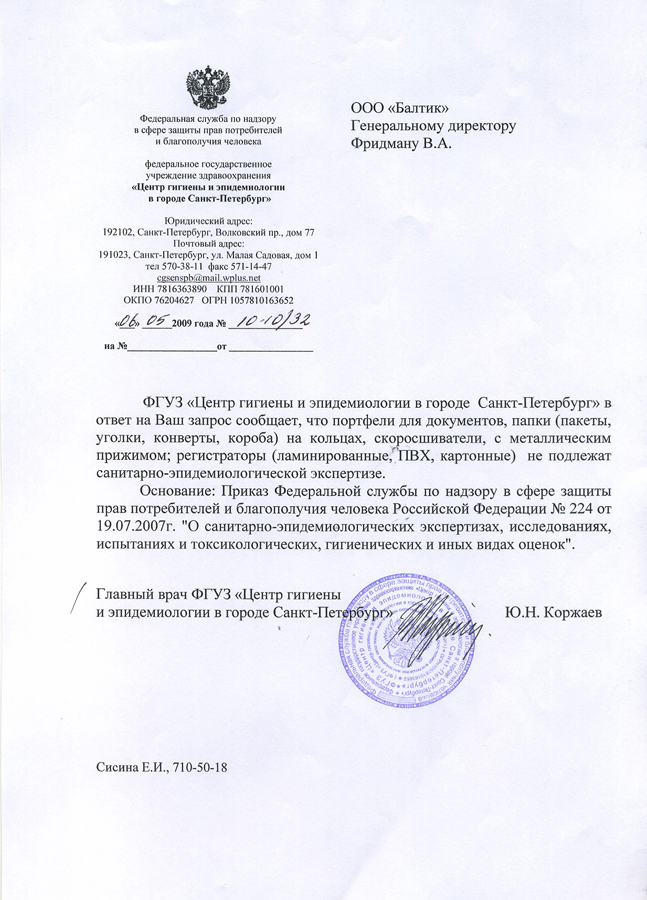 Федеральная служба по надзору
в сфере защиты прав потребителей
и благополучия человека
федеральное государственное
учреждение здравоохранения
«Центр гигиены и эпидемиологии
в городе Санкт-Петербург»
Юридический адрес:
192102, Санкт-Петербург, Волковский пр., дом 77
Почтовый адрес:
191023, Санкт-Петербург, ул. Малая Садовая, дом 1
тел 570-38-11 факс 571-14-47
cgsenspb@mail.wplus.net
ИНН 7816363890 КПП 781601001
ОКПО 76204627 ОГРН 1057810163652
«06» 05 2009 года № 10-10/32
на №_________________от ________________
ООО «Балтик»
Генеральному директору
Фридману В.А.
ФГУЗ «Центр гигиены и эпидемиологии в городе Санкт-Петербург» в
ответ на Ваш запрос сообщает, что портфели для документов, папки (пакеты,
уголки, конверты, короба) на кольцах, скоросшиватели, с металлическим
прижимом; регистраторы (ламинированные, ПВХ, картонные) не подлежат
санитарно-эпидемиологической экспертизе.
Основание: Приказ Федеральной службы по надзору в сфере защиты
прав потребителей и благополучия человека Российской Федерации № 224 от
19.07.2007г. "О санитарно-эпидемиологических экспертизах, исследованиях,
испытаниях и токсикологических, гигиенических и иных видах оценок".
Главный врач ФГУЗ «Центр гигиены
и эпидемиологии в городе Санкт-Петербург» Ю.Н. Коржаев
Сисина Е.И., 710-50-18